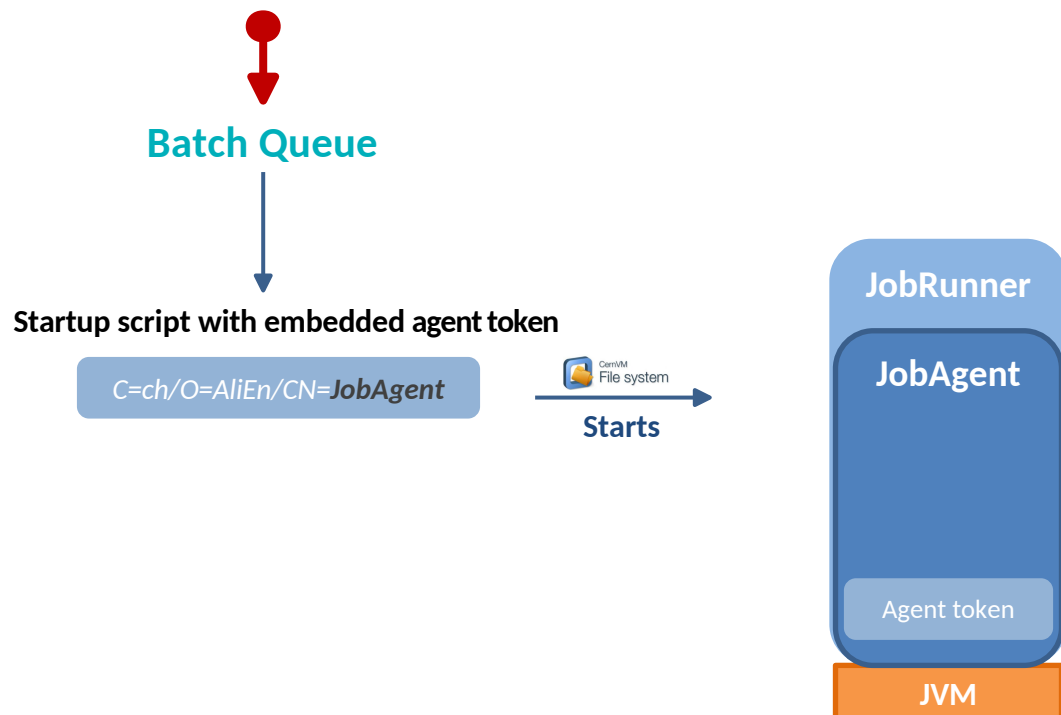 Batch Queue
Startup script with embedded agent token
C=ch/O=AliEn/CN=JobAgent
CernVM
File system
Starts
JobRunner
JobAgent
Agent token
JVM